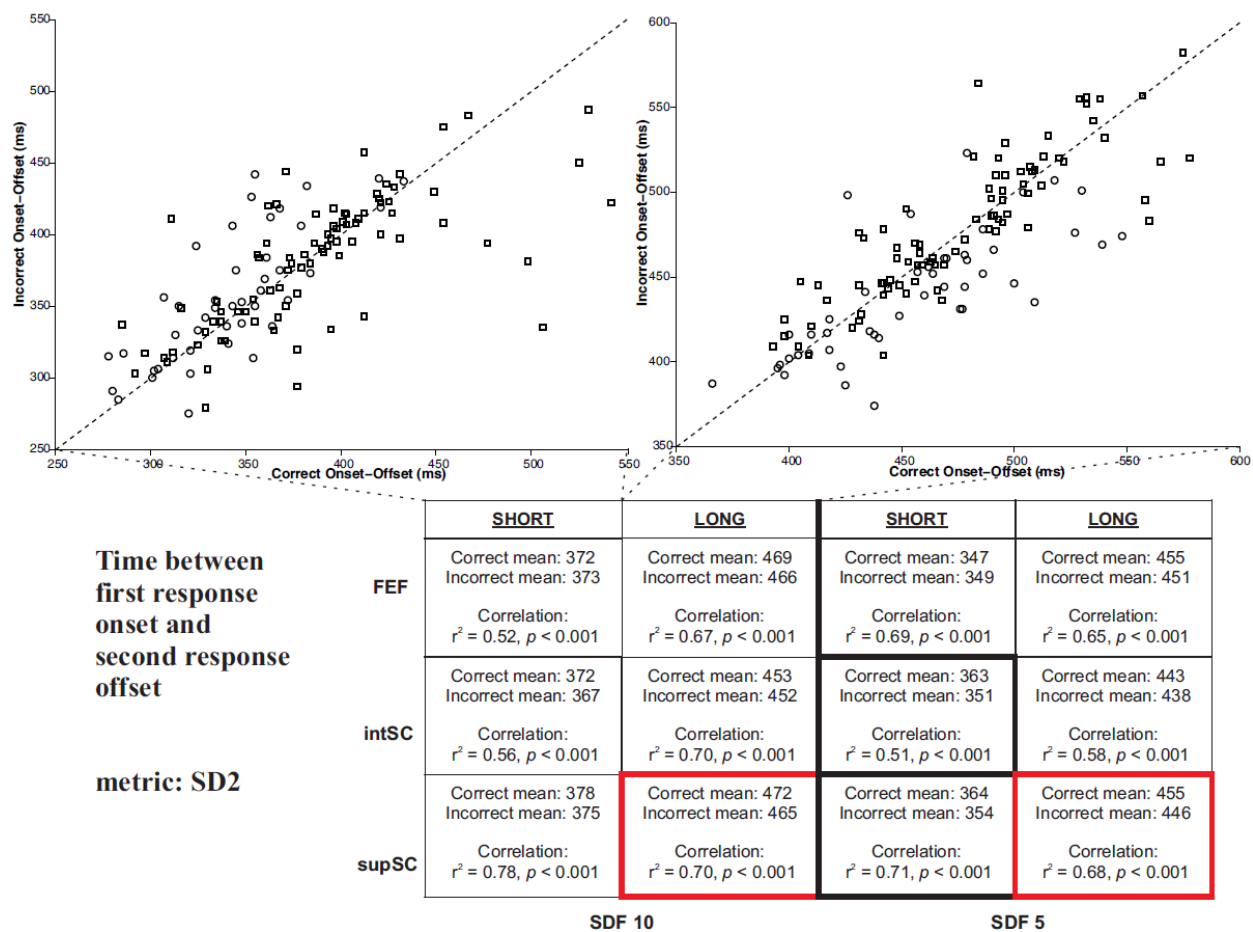 550
500
450
400
350
300
250
Incorrect Onset–Offset (ms)
250
300
350
400
450
500
550
Correct Onset–Offset (ms)
600
550
500
450
400
350
Incorrect Onset–Offset (ms)
350
400
450
500
550
600
Correct Onset–Offset (ms)
Time between
first response
onset and
second response
offset
metric: SD2
SHORT LONG SHORT LONG
FEF
Correct mean: 372
Incorrect mean: 373
Correlation:
r² = 0.52, p < 0.001
Correct mean: 469
Incorrect mean: 466
Correlation:
r² = 0.67, p < 0.001
Correct mean: 347
Incorrect mean: 349
Correlation:
r² = 0.69, p < 0.001
Correct mean: 455
Incorrect mean: 451
Correlation:
r² = 0.65, p < 0.001
intSC
Correct mean: 372
Incorrect mean: 367
Correlation:
r² = 0.56, p < 0.001
Correct mean: 453
Incorrect mean: 452
Correlation:
r² = 0.70, p < 0.001
Correct mean: 363
Incorrect mean: 351
Correlation:
r² = 0.51, p < 0.001
Correct mean: 443
Incorrect mean: 438
Correlation:
r² = 0.58, p < 0.001
supSC
Correct mean: 378
Incorrect mean: 375
Correlation:
r² = 0.78, p < 0.001
Correct mean: 472
Incorrect mean: 465
Correlation:
r² = 0.70, p < 0.001
Correct mean: 364
Incorrect mean: 354
Correlation:
r² = 0.71, p < 0.001
Correct mean: 455
Incorrect mean: 446
Correlation:
r² = 0.68, p < 0.001
SDF 10
SDF 5